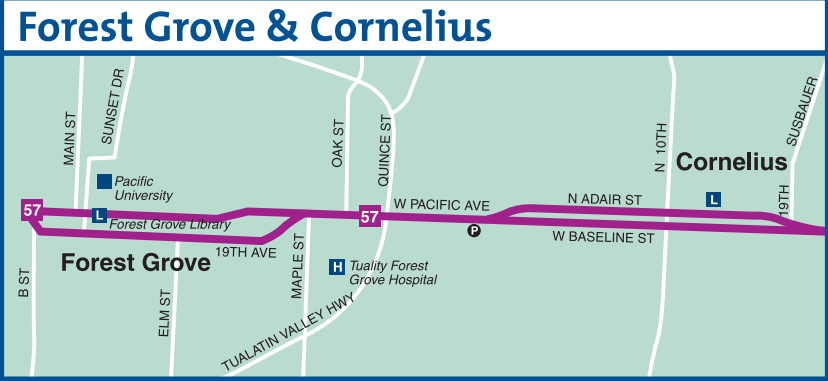 Forest Grove & Cornelius
MAIN ST
SUNSET DR
OAK ST
QUINCE ST
N 10TH
SUSBAUER
Cornelius
Pacific
University
57
L
Forest Grove Library
57
W PACIFIC AVE
N ADAIR ST
L
19TH
P
W BASELINE ST
Forest Grove
19TH AVE
B ST
ELM ST
MAPLE ST
H
Tuality Forest
Grove Hospital
TUALATIN VALLEY HWY